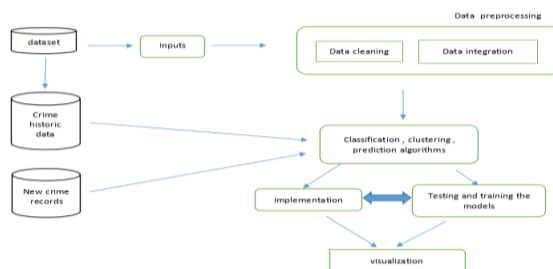 Data preprocessing
dataset
Inputs
Data cleaning
Data integration
Crime
historic
data
Classification , clustering ,
prediction algorithms
New crime
records
Implementation
Testing and training the
models
visualization